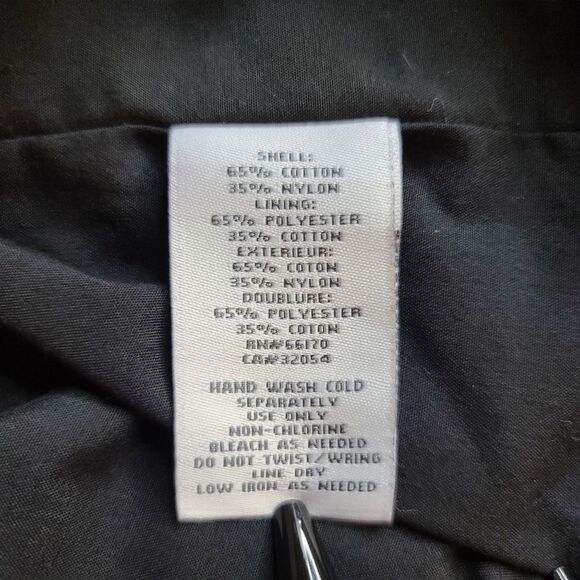 SHELL:
65% COTTON
35% NYLON
LINING:
65% POLYESTER
35% COTTON
EXTERIEUR:
65% COTON
35% NYLON
DOUBLURE:
65% POLYESTER
35% COTON
RN#66170
CA#32054
HAND WASH COLD
SEPARATELY
USE ONLY
NON-CHLORINE
BLEACH AS NEEDED
DO NOT TWIST/WRING
LINE DRY
LOW IRON AS NEEDED